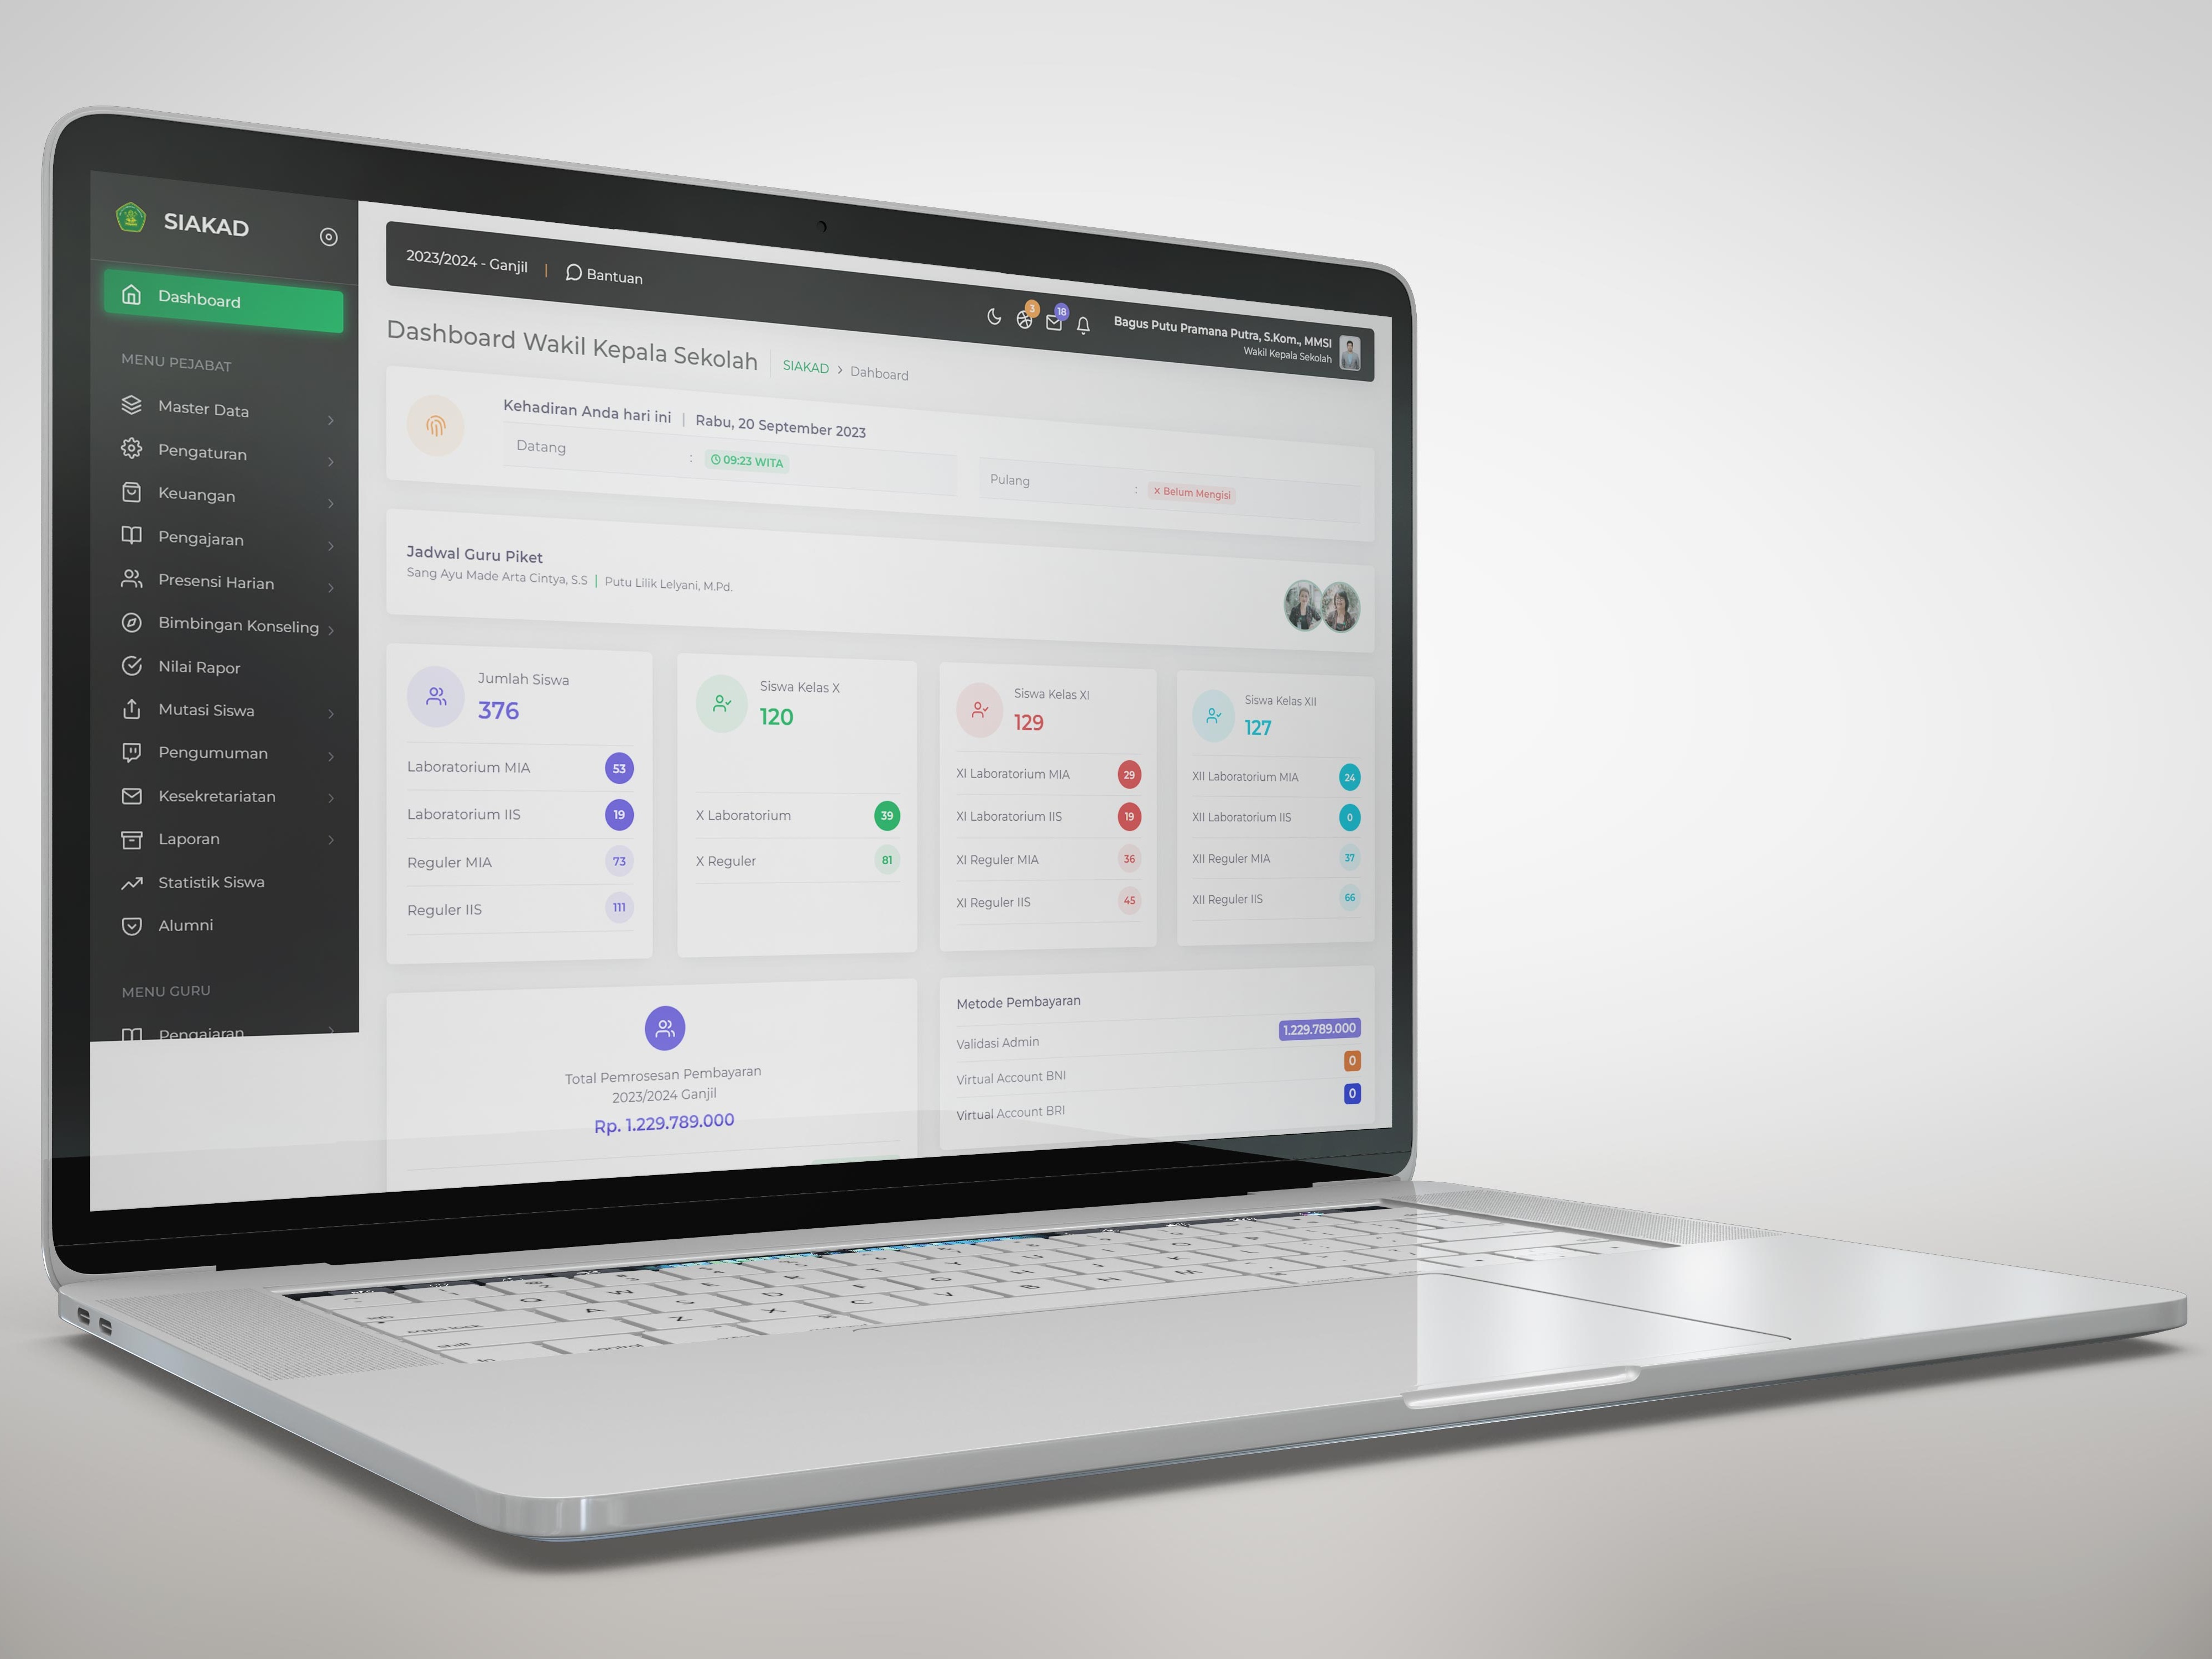 SIAKAD
Dashboard
MENU PEJABAT
Master Data
Pengaturan
Keuangan
Pengajaran
Presensi Harian
Bimbingan Konseling
Nilai Rapor
Mutasi Siswa
Pengumuman
Kesekretariatan
Laporan
Statistik Siswa
Alumni
MENU GURU
Pengajaran
2023/2024 - Ganjil | Bantuan
3 18
Bagus Putu Pramana Putra, S.Kom., MMSI
Wakil Kepala Sekolah
Dashboard Wakil Kepala Sekolah SIAKAD > Dahboard
Kehadiran Anda hari ini | Rabu, 20 September 2023
Datang : 09:23 WITA
Pulang : x Belum Mengisi
Jadwal Guru Piket
Sang Ayu Made Arta Cintya, S.S | Putu Lilik Lelyani, M.Pd.
Jumlah Siswa
376
Laboratorium MIA 53
Laboratorium IIS 19
Reguler MIA 73
Reguler IIS 111
Siswa Kelas X
120
X Laboratorium 39
X Reguler 81
Siswa Kelas XI
129
XI Laboratorium MIA 29
XI Laboratorium IIS 19
XI Reguler MIA 36
XI Reguler IIS 45
Siswa Kelas XII
127
XII Laboratorium MIA 24
XII Laboratorium IIS 0
XII Reguler MIA 37
XII Reguler IIS 66
Total Pemrosesan Pembayaran
2023/2024 Ganjil
Rp. 1.229.789.000
Metode Pembayaran
Validasi Admin 1.229.789.000
Virtual Account BNI 0
Virtual Account BRI 0
Q W E R T Y U I
caps lock A S D F G H J K L
shift Z X C V B N M
fn control